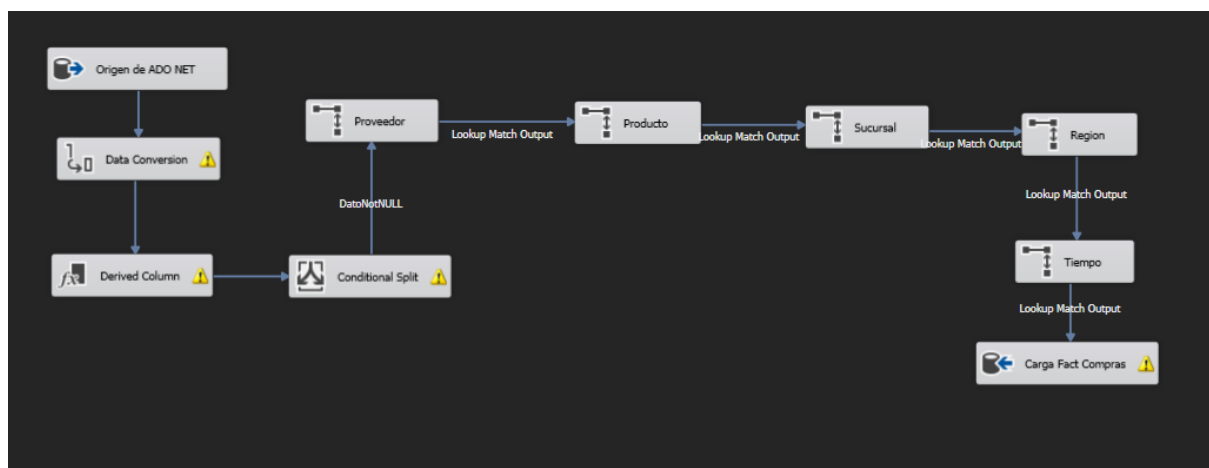 Origen de ADO NET
Data Conversion
Derived Column
Conditional Split
DatoNotNULL
Proveedor
Lookup Match Output
Producto
Lookup Match Output
Sucursal
Lookup Match Output
Region
Lookup Match Output
Tiempo
Lookup Match Output
Carga Fact Compras